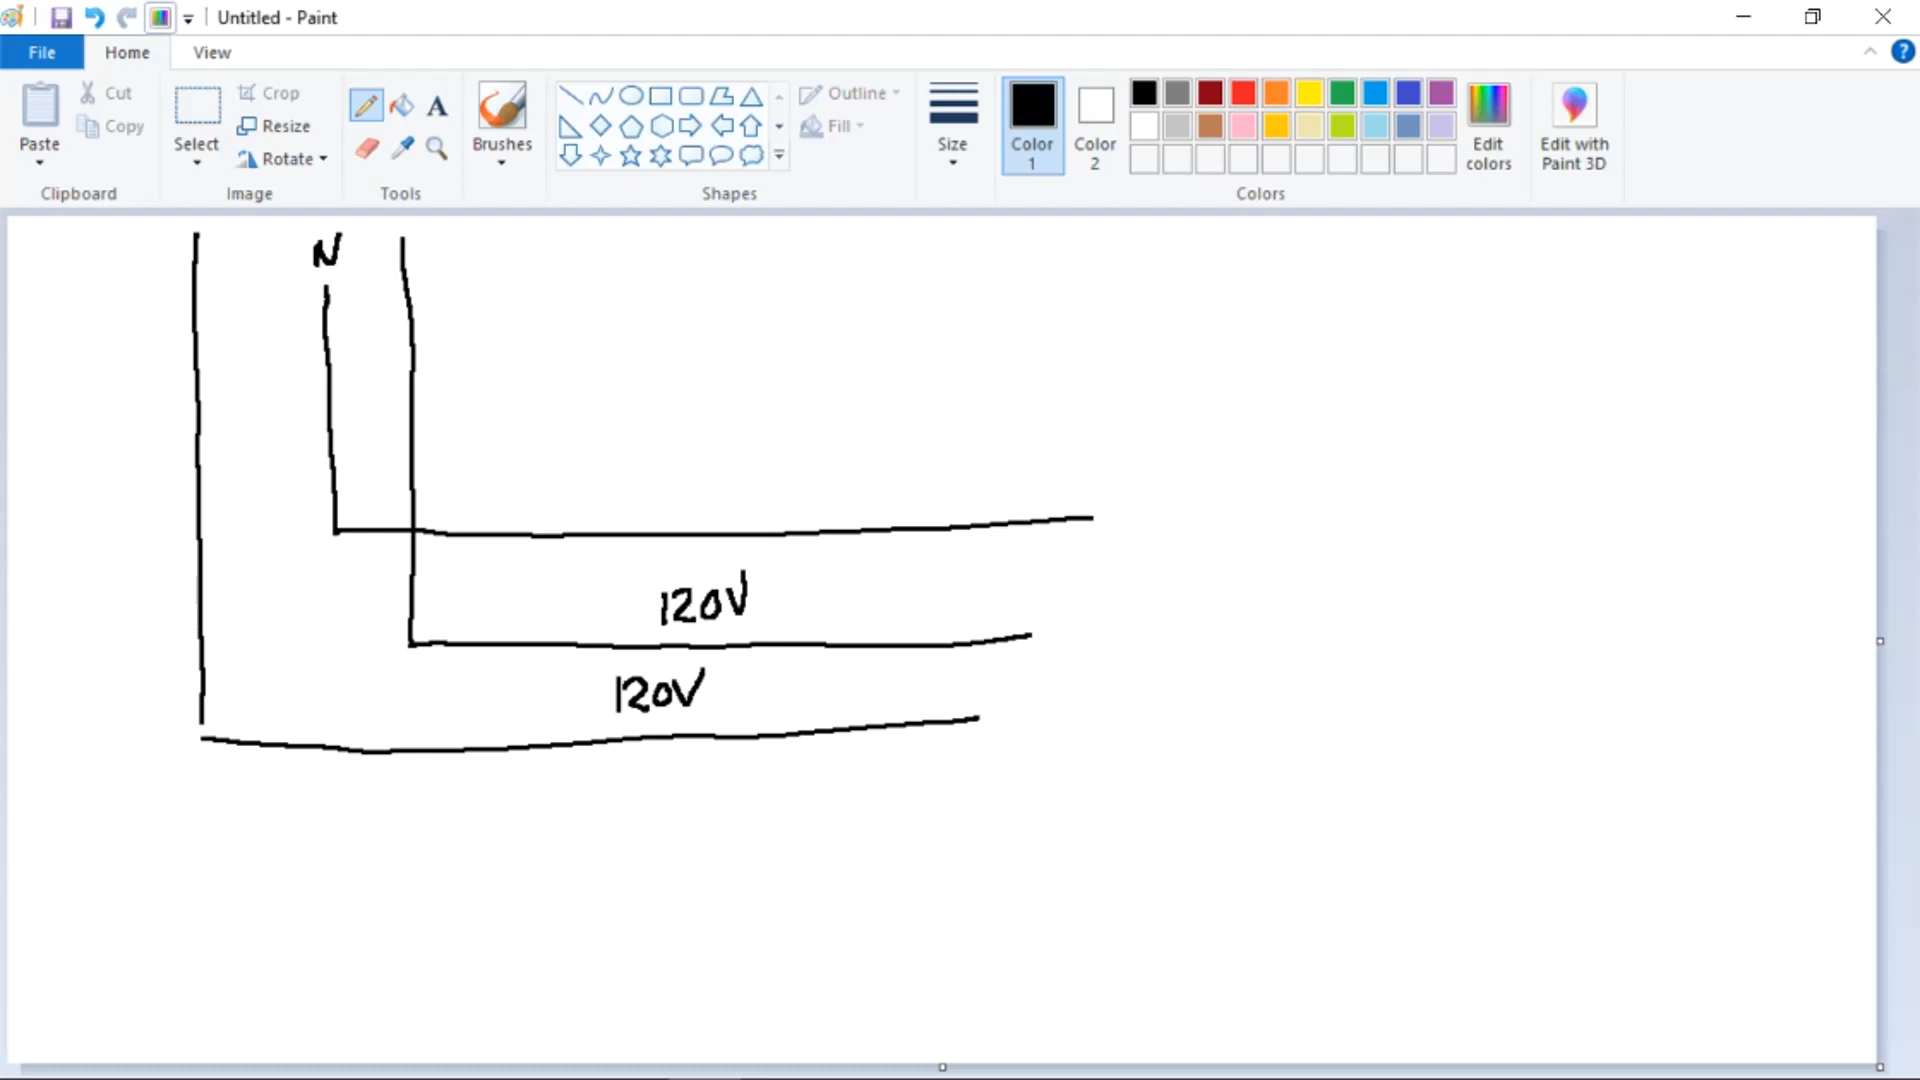 Untitled - Paint
File Home View
Paste
Cut
Copy
Clipboard
Select
Crop
Resize
Rotate
Image
A
Tools
Brushes
Outline
Fill
Shapes
Size
Color 1
Color 2
Edit colors
Colors
Edit with Paint 3D
?
N
120V
120V